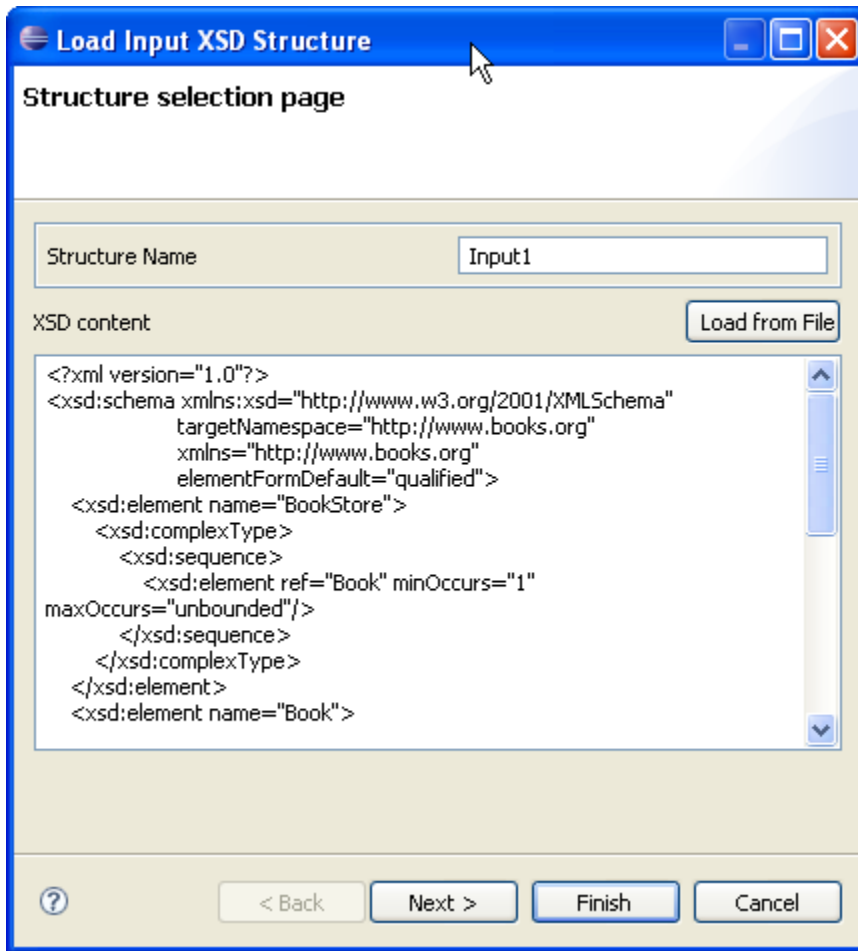 Load Input XSD Structure
Structure selection page
Structure Name Input1
XSD content Load from File
<?xml version="1.0"?>
<xsd:schema xmlns:xsd="http://www.w3.org/2001/XMLSchema"
targetNamespace="http://www.books.org"
xmlns="http://www.books.org"
elementFormDefault="qualified">
<xsd:element name="BookStore">
<xsd:complexType>
<xsd:sequence>
<xsd:element ref="Book" minOccurs="1"
maxOccurs="unbounded"/>
</xsd:sequence>
</xsd:complexType>
</xsd:element>
<xsd:element name="Book">
? < Back Next > Finish Cancel